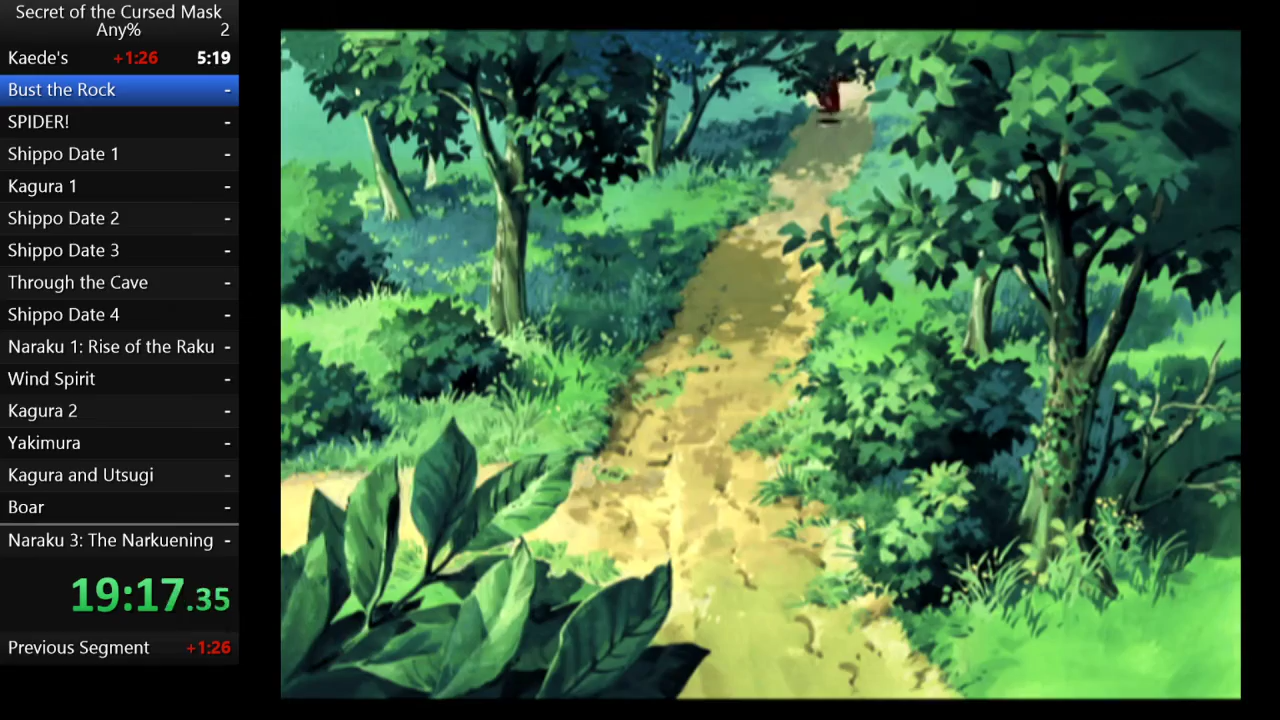 Secret of the Cursed Mask
Any% 2
Kaede's +1:26 5:19
Bust the Rock -
SPIDER! -
Shippo Date 1 -
Kagura 1 -
Shippo Date 2 -
Shippo Date 3 -
Through the Cave -
Shippo Date 4 -
Naraku 1: Rise of the Raku -
Wind Spirit -
Kagura 2 -
Yakimura -
Kagura and Utsugi -
Boar -
Naraku 3: The Narkuening -
19:17.35
Previous Segment +1:26